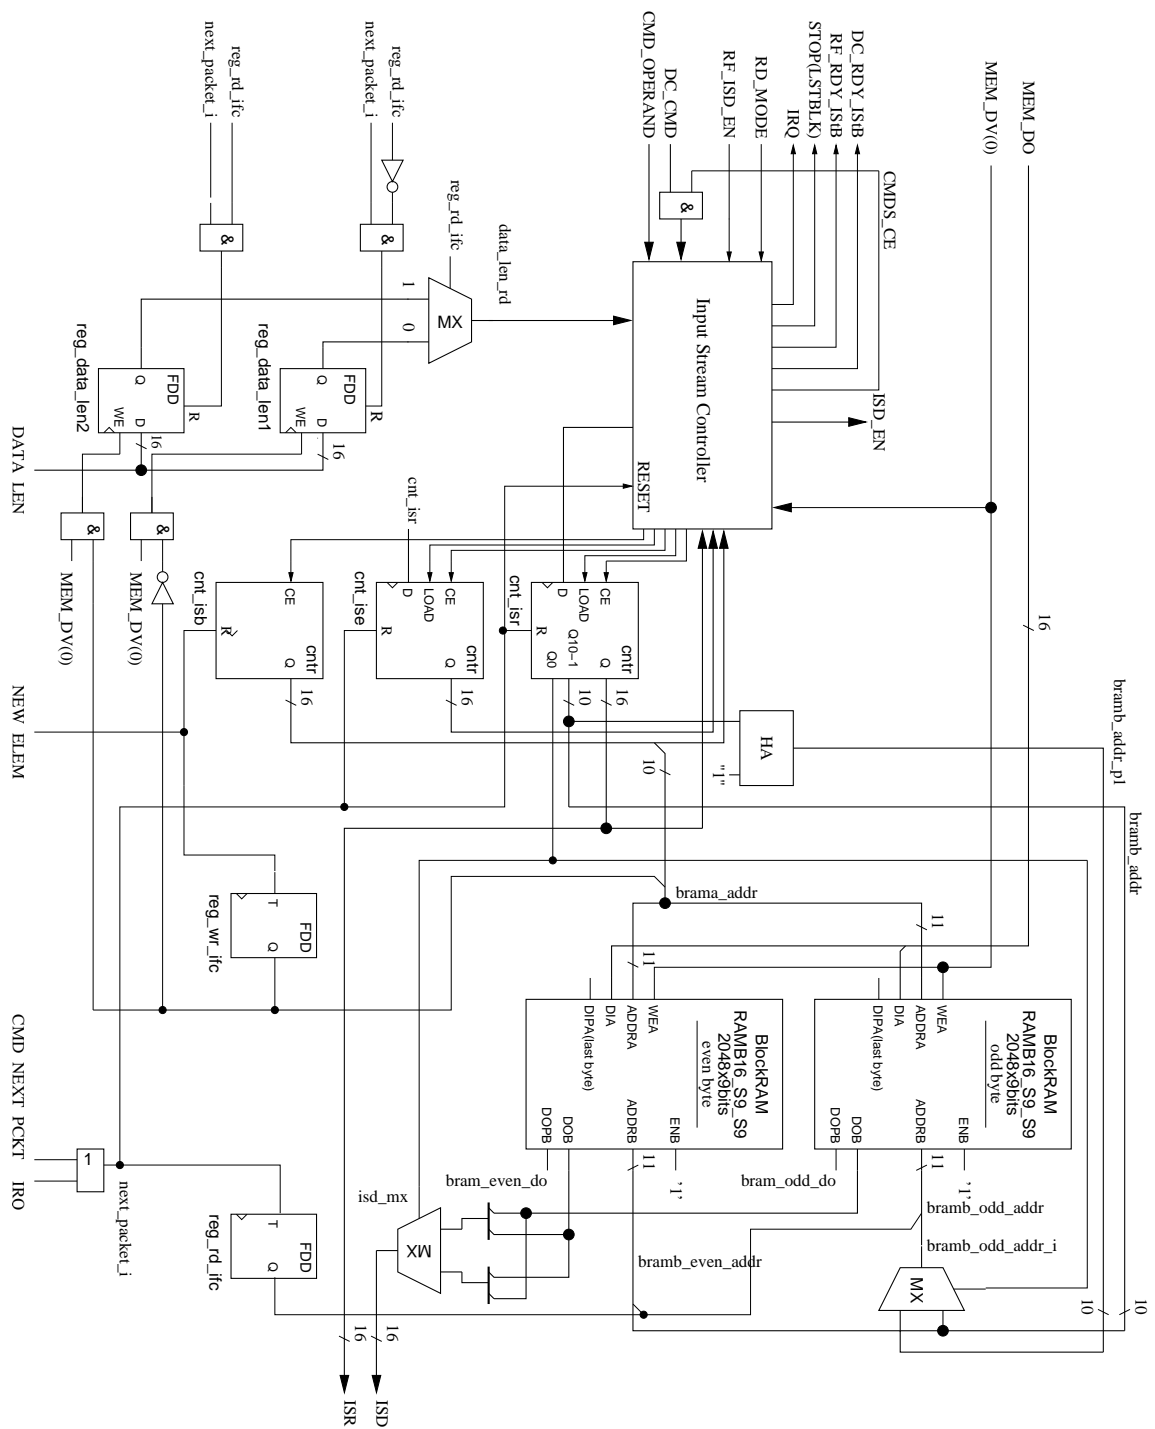 next_packet_i
reg_rd_ifc
next_packet_i
reg_rd_ifc
CMD_OPERAND
DC_CMD
RF_ISD_EN
RD_MODE
IRQ
STOP(LSTBLK)
RF_RDY_IStB
DC_RDY_IStB
MEM_DV(0)
MEM_DO
&
&
reg_rd_ifc
data_len_rd
&
CMDS_CE
1
0
MX
Input Stream Controller
RESET
ISD_EN
reg_data_len2
FDD
Q
R
WE
D
16
reg_data_len1
FDD
Q
R
WE
D
16
DATA_LEN
&
MEM_DV(0)
&
MEM_DV(0)
cnt_isr
cnt_isb
CE
cntr
R
Q
16
cnt_ise
D
LOAD
CE
cntr
R
Q
16
cnt_isr
D
LOAD
CE
cntr
R
Q0
Q10-1
Q
10
16
16
NEW_ELEM
HA
"1"
10
bramb_addr_p1
bramb_addr
brama_addr
reg_wr_ifc
T
FDD
Q
11
11
BlockRAM
RAMB16_S9_S9
2048x9bits
even byte
DIPA(last byte)
DIA
ADDRA
WEA
DOPB
DOB
ADDRB
ENB
BlockRAM
RAMB16_S9_S9
2048x9bits
odd byte
DIPA(last byte)
DIA
ADDRA
WEA
DOPB
DOB
ADDRB
ENB
11
'1'
11
'1'
CMD_NEXT_PCKT
IRO
1
next_packet_i
reg_rd_ifc
T
FDD
Q
isd_mx
MX
bram_even_do
bram_odd_do
bramb_even_addr
bramb_odd_addr
bramb_odd_addr_i
MX
10
10
16
16
ISR
ISD